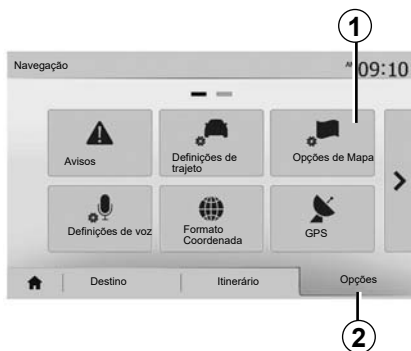 1
Navegação
AM 09:10
Avisos
Definições de
trajeto
Opções de Mapa
Definições de voz
Formato
Coordenada
GPS
Destino
Itinerário
Opções
2